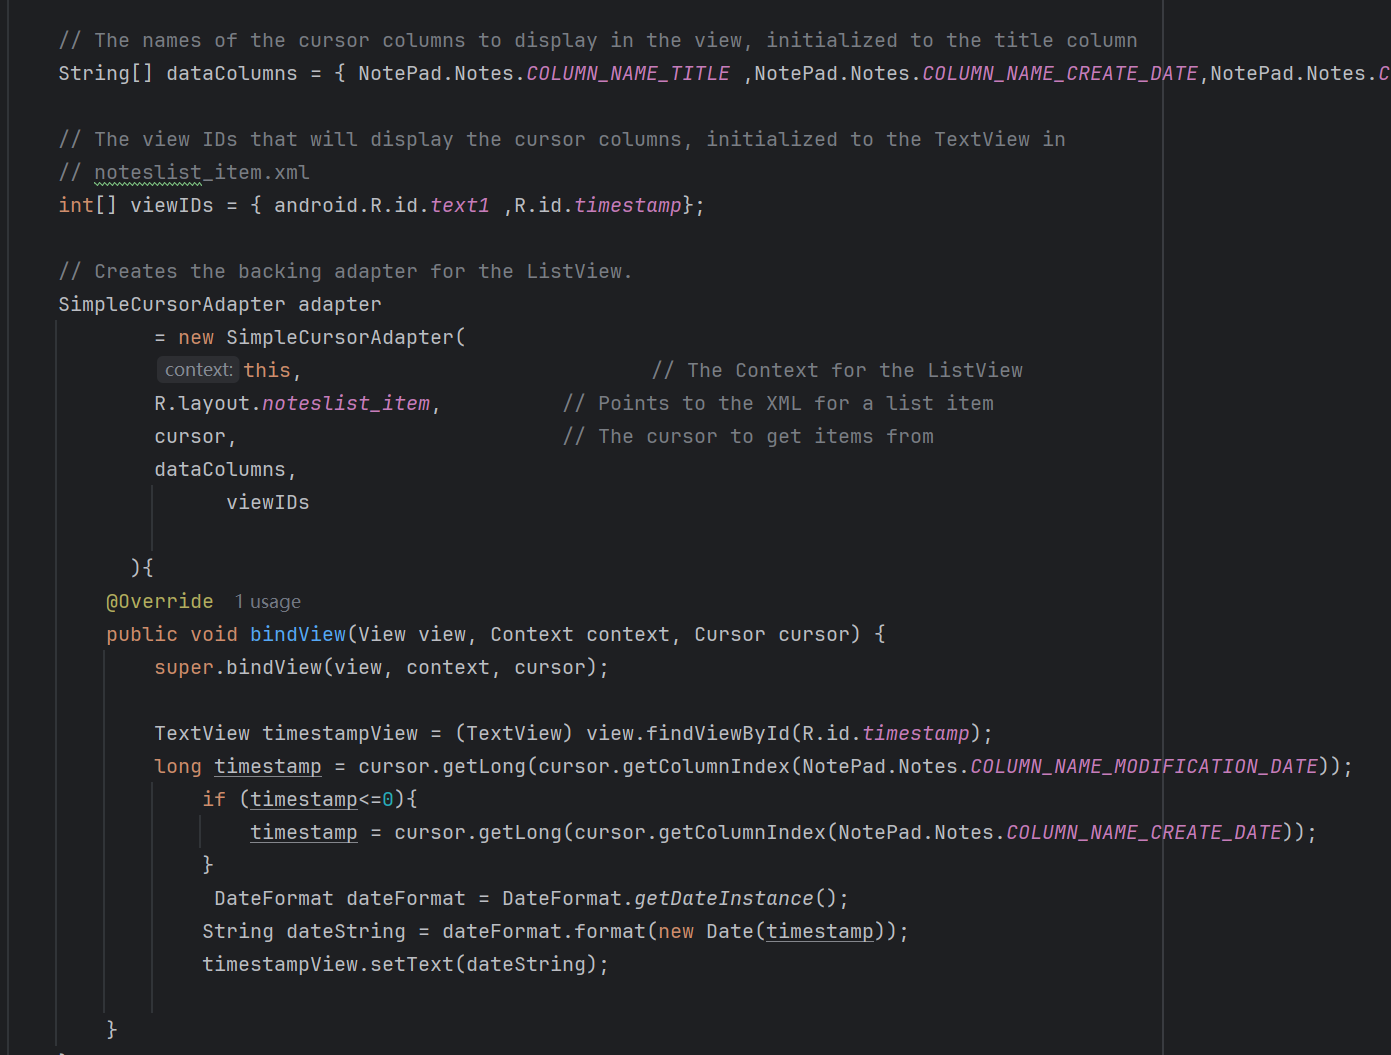 // The names of the cursor columns to display in the view, initialized to the title column
String[] dataColumns = { NotePad.Notes.COLUMN_NAME_TITLE ,NotePad.Notes.COLUMN_NAME_CREATE_DATE,NotePad.Notes.C
// The view IDs that will display the cursor columns, initialized to the TextView in
// noteslist_item.xml
int[] viewIDs = { android.R.id.text1 ,R.id.timestamp};
// Creates the backing adapter for the ListView.
SimpleCursorAdapter adapter
= new SimpleCursorAdapter(
context: this, // The Context for the ListView
R.layout.noteslist_item, // Points to the XML for a list item
cursor, // The cursor to get items from
dataColumns,
viewIDs
){
@Override 1 usage
public void bindView(View view, Context context, Cursor cursor) {
super.bindView(view, context, cursor);
TextView timestampView = (TextView) view.findViewById(R.id.timestamp);
long timestamp = cursor.getLong(cursor.getColumnIndex(NotePad.Notes.COLUMN_NAME_MODIFICATION_DATE));
if (timestamp<=0){
timestamp = cursor.getLong(cursor.getColumnIndex(NotePad.Notes.COLUMN_NAME_CREATE_DATE));
}
DateFormat dateFormat = DateFormat.getDateInstance();
String dateString = dateFormat.format(new Date(timestamp));
timestampView.setText(dateString);
}